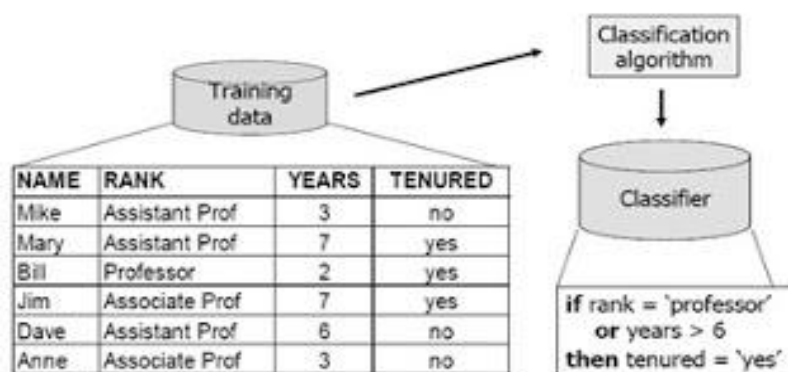 Classification
algorithm
Training
data
NAME RANK YEARS TENURED
Mike Assistant Prof 3 no
Mary Assistant Prof 7 yes
Bill Professor 2 yes
Jim Associate Prof 7 yes
Dave Assistant Prof 6 no
Anne Associate Prof 3 no
Classifier
if rank = 'professor'
or years > 6
then tenured = 'yes'